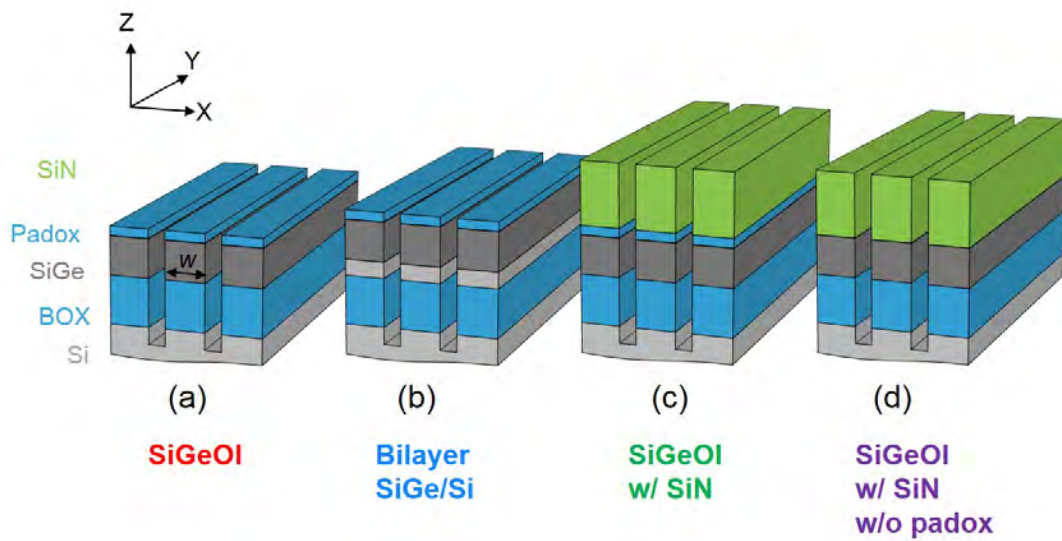 Z
Y
X
SiN
Padox
SiGe
w
BOX
Si
(a)
(b)
(c)
(d)
SiGeOI
Bilayer
SiGe/Si
SiGeOI
w/ SiN
SiGeOI
w/ SiN
w/o padox